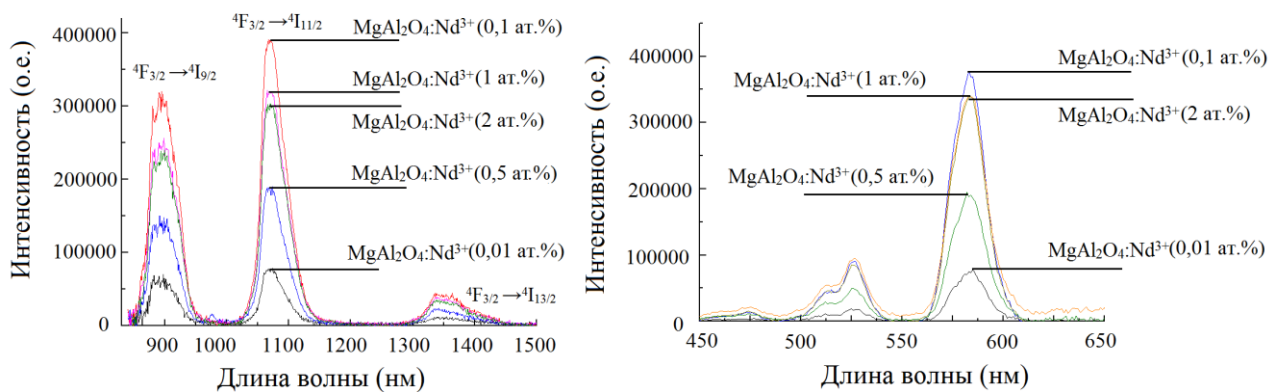 ⁴F₃/₂→⁴I₁₁/₂
MgAl₂O₄:Nd³⁺(0,1 ат.%)
⁴F₃/₂→⁴I₉/₂
MgAl₂O₄:Nd³⁺(1 ат.%)
MgAl₂O₄:Nd³⁺(2 ат.%)
MgAl₂O₄:Nd³⁺(0,5 ат.%)
MgAl₂O₄:Nd³⁺(0,01 ат.%)
⁴F₃/₂→⁴I₁₃/₂
Интенсивность (о.е.)
400000
300000
200000
100000
0
900 1000 1100 1200 1300 1400 1500
Длина волны (нм)
MgAl₂O₄:Nd³⁺(0,1 ат.%)
MgAl₂O₄:Nd³⁺(1 ат.%)
MgAl₂O₄:Nd³⁺(2 ат.%)
MgAl₂O₄:Nd³⁺(0,5 ат.%)
MgAl₂O₄:Nd³⁺(0,01 ат.%)
Интенсивность (о.е.)
400000
300000
200000
100000
0
450 500 550 600 650
Длина волны (нм)